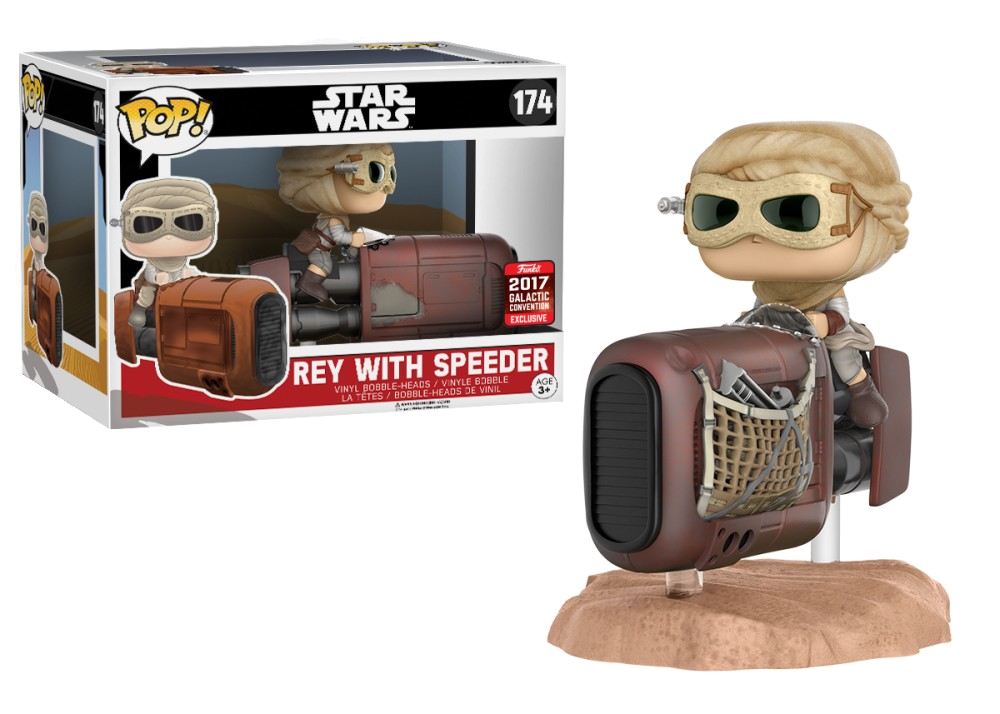 POP!
174
POP!
STAR
WARS
174
Funko
2017
GALACTIC
CONVENTION
EXCLUSIVE
REY WITH SPEEDER
VINYL BOBBLE-HEADS / VINYLE BOBBLE
LA TÊTES / BOBBLE-HEADS DE VINIL
AGE
3+